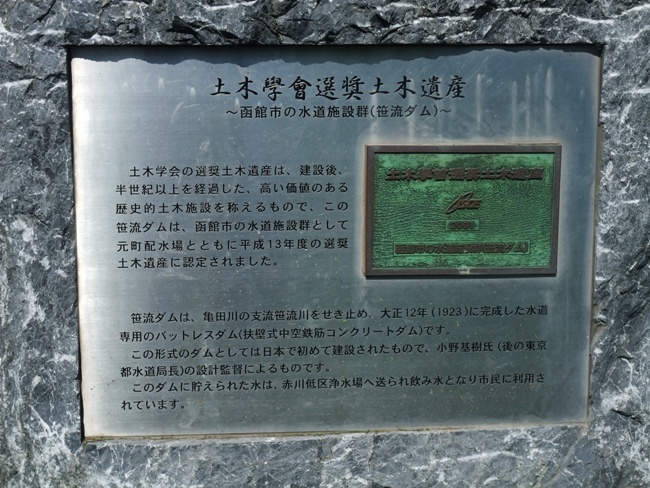 土木學會選奨土木遺産
～函館市の水道施設群(笹流ダム)～
土木学会の選奨土木遺産は、建設後、
半世紀以上を経過した、高い価値のある
歴史的土木施設を称えるもので、この
笹流ダムは、函館市の水道施設群として
元町配水場とともに平成13年度の選奨
土木遺産に認定されました。
土木學會選奨土木遺産
笹流ダムは、亀田川の支流笹流川をせき止め、大正12年(1923)に完成した水道
専用のバットレスダム(扶壁式中空鉄筋コンクリートダム)です。
この形式のダムとしては日本で初めて建設されたもので、小野基樹氏(後の東京
都水道局長)の設計監督によるものです。
このダムに貯えられた水は、赤川低区浄水場へ送られ飲み水となり市民に利用さ
れています。